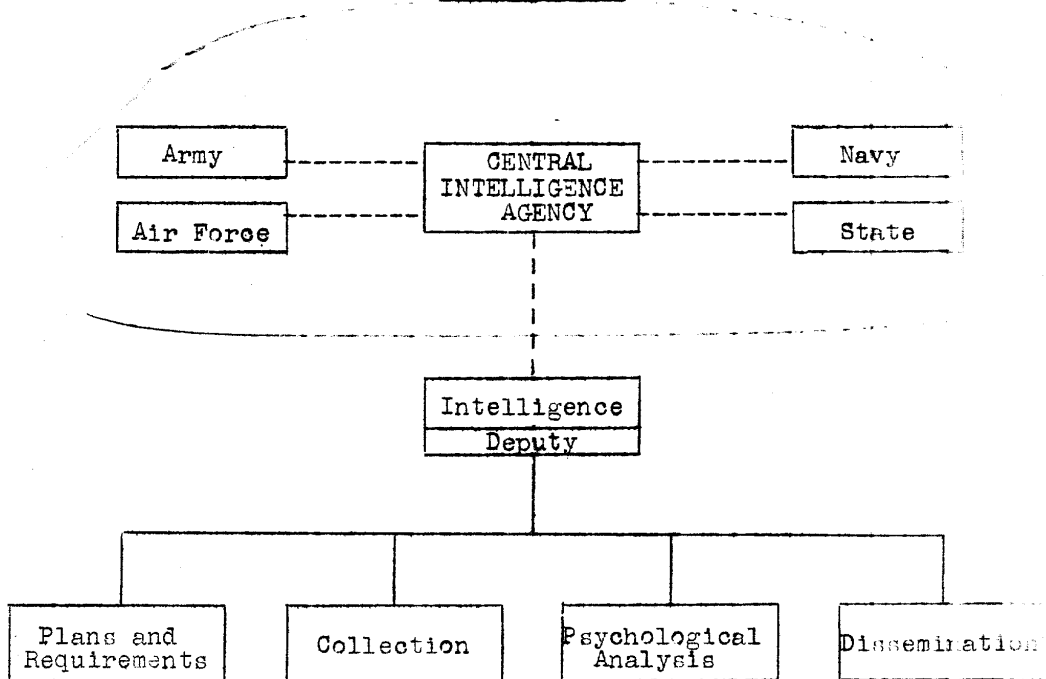 Army
CENTRAL
INTELLIGENCE
AGENCY
Navy
Air Force
State
Intelligence
Deputy
Plans and
Requirements
Collection
Psychological
Analysis
Dissemination